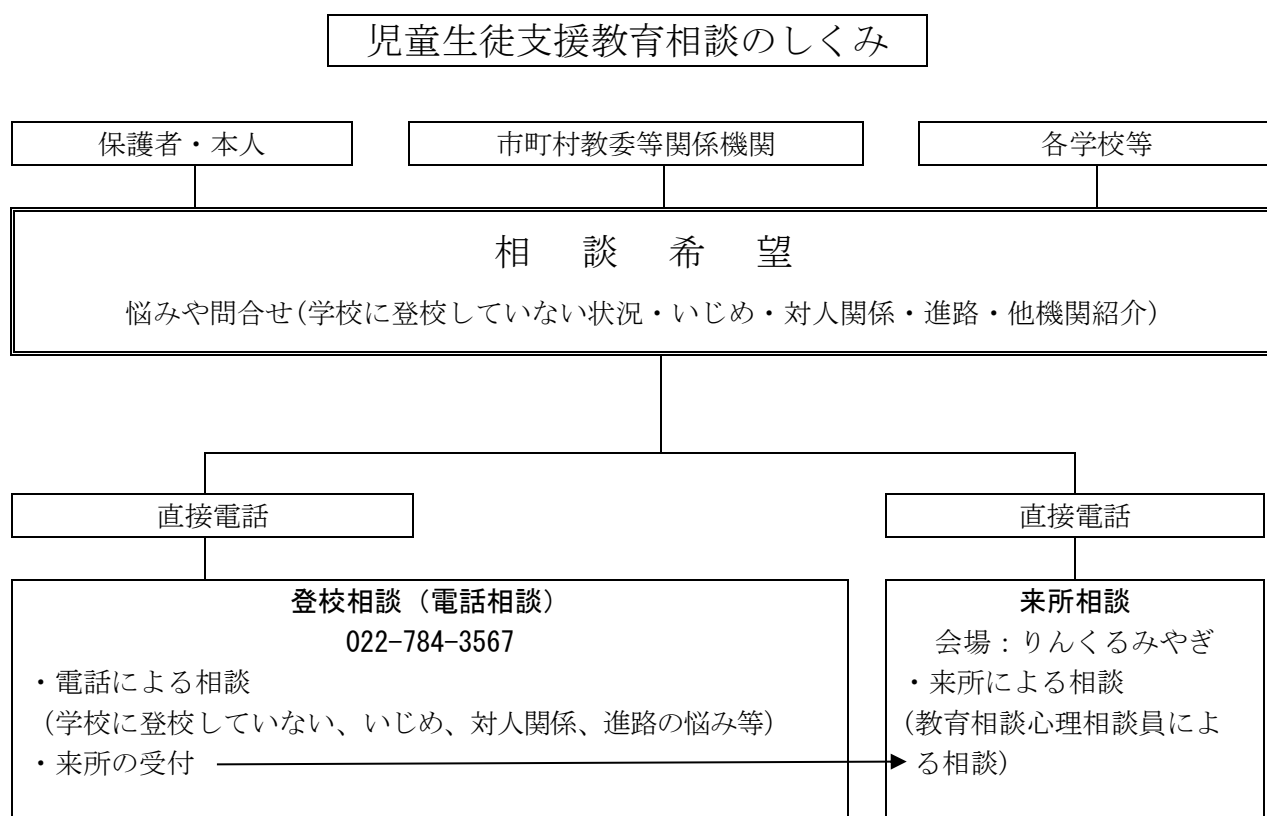 児童生徒支援教育相談のしくみ
保護者・本人
市町村教委等関係機関
各学校等
相　談　希　望
悩みや問合せ(学校に登校していない状況・いじめ・対人関係・進路・他機関紹介)
直接電話
直接電話
登校相談（電話相談）
022-784-3567
・電話による相談
(学校に登校していない、いじめ、対人関係、進路の悩み等)
・来所の受付
来所相談
会場：りんくるみやぎ
・来所による相談
(教育相談心理相談員によ
る相談)